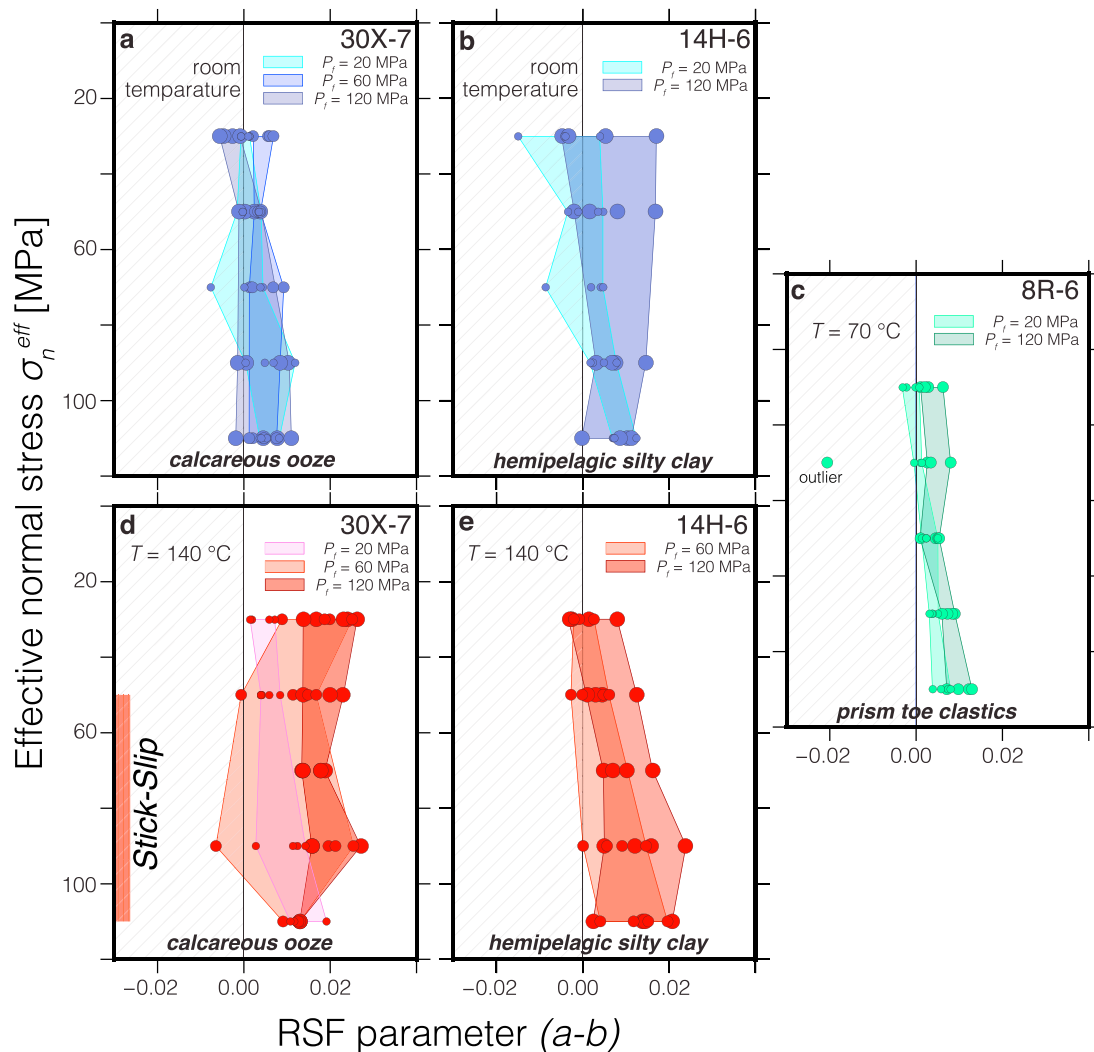 a
30X-7
room
temparature
P_f = 20 MPa
P_f = 60 MPa
P_f = 120 MPa
calcareous ooze
b
14H-6
room
temperature
P_f = 20 MPa
P_f = 120 MPa
hemipelagic silty clay
20
60
100
Effective normal stress σ_n^eff [MPa]
c
8R-6
T = 70 °C
P_f = 20 MPa
P_f = 120 MPa
outlier
prism toe clastics
−0.02
0.00
0.02
d
30X-7
T = 140 °C
P_f = 20 MPa
P_f = 60 MPa
P_f = 120 MPa
Stick-Slip
calcareous ooze
e
14H-6
T = 140 °C
P_f = 60 MPa
P_f = 120 MPa
hemipelagic silty clay
20
60
100
−0.02
0.00
0.02
−0.02
0.00
0.02
RSF parameter (a-b)